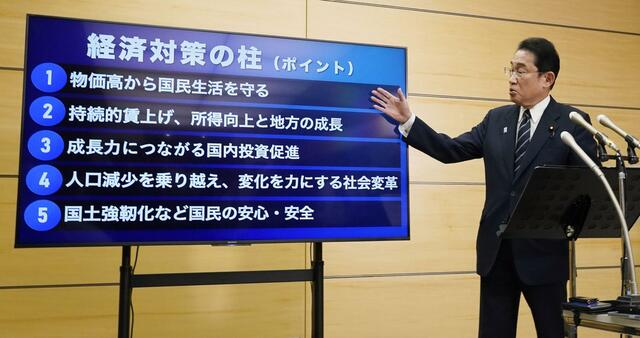 経済対策の柱（ポイント）
1 物価高から国民生活を守る
2 持続的賃上げ、所得向上と地方の成長
3 成長力につながる国内投資促進
4 人口減少を乗り越え、変化を力にする社会変革
5 国土強靭化など国民の安心・安全